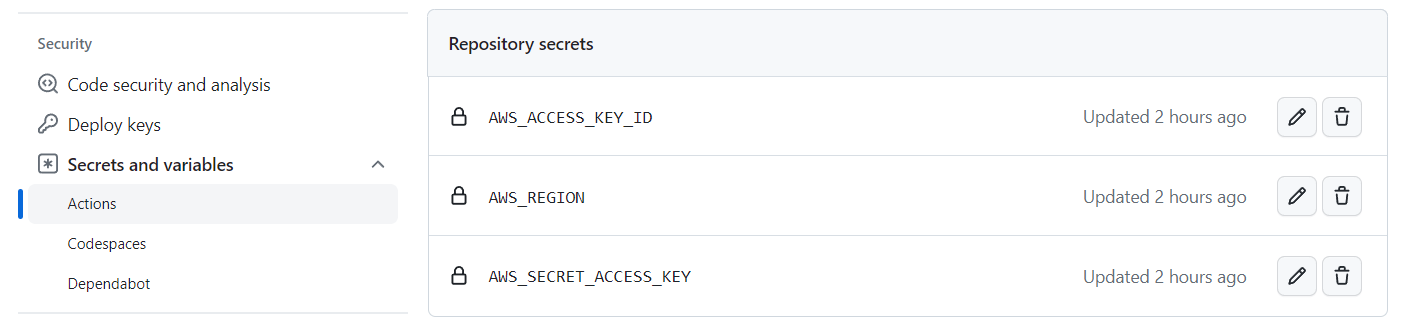 Security
Code security and analysis
Deploy keys
Secrets and variables
Actions
Codespaces
Dependabot
Repository secrets
AWS_ACCESS_KEY_ID Updated 2 hours ago
AWS_REGION Updated 2 hours ago
AWS_SECRET_ACCESS_KEY Updated 2 hours ago